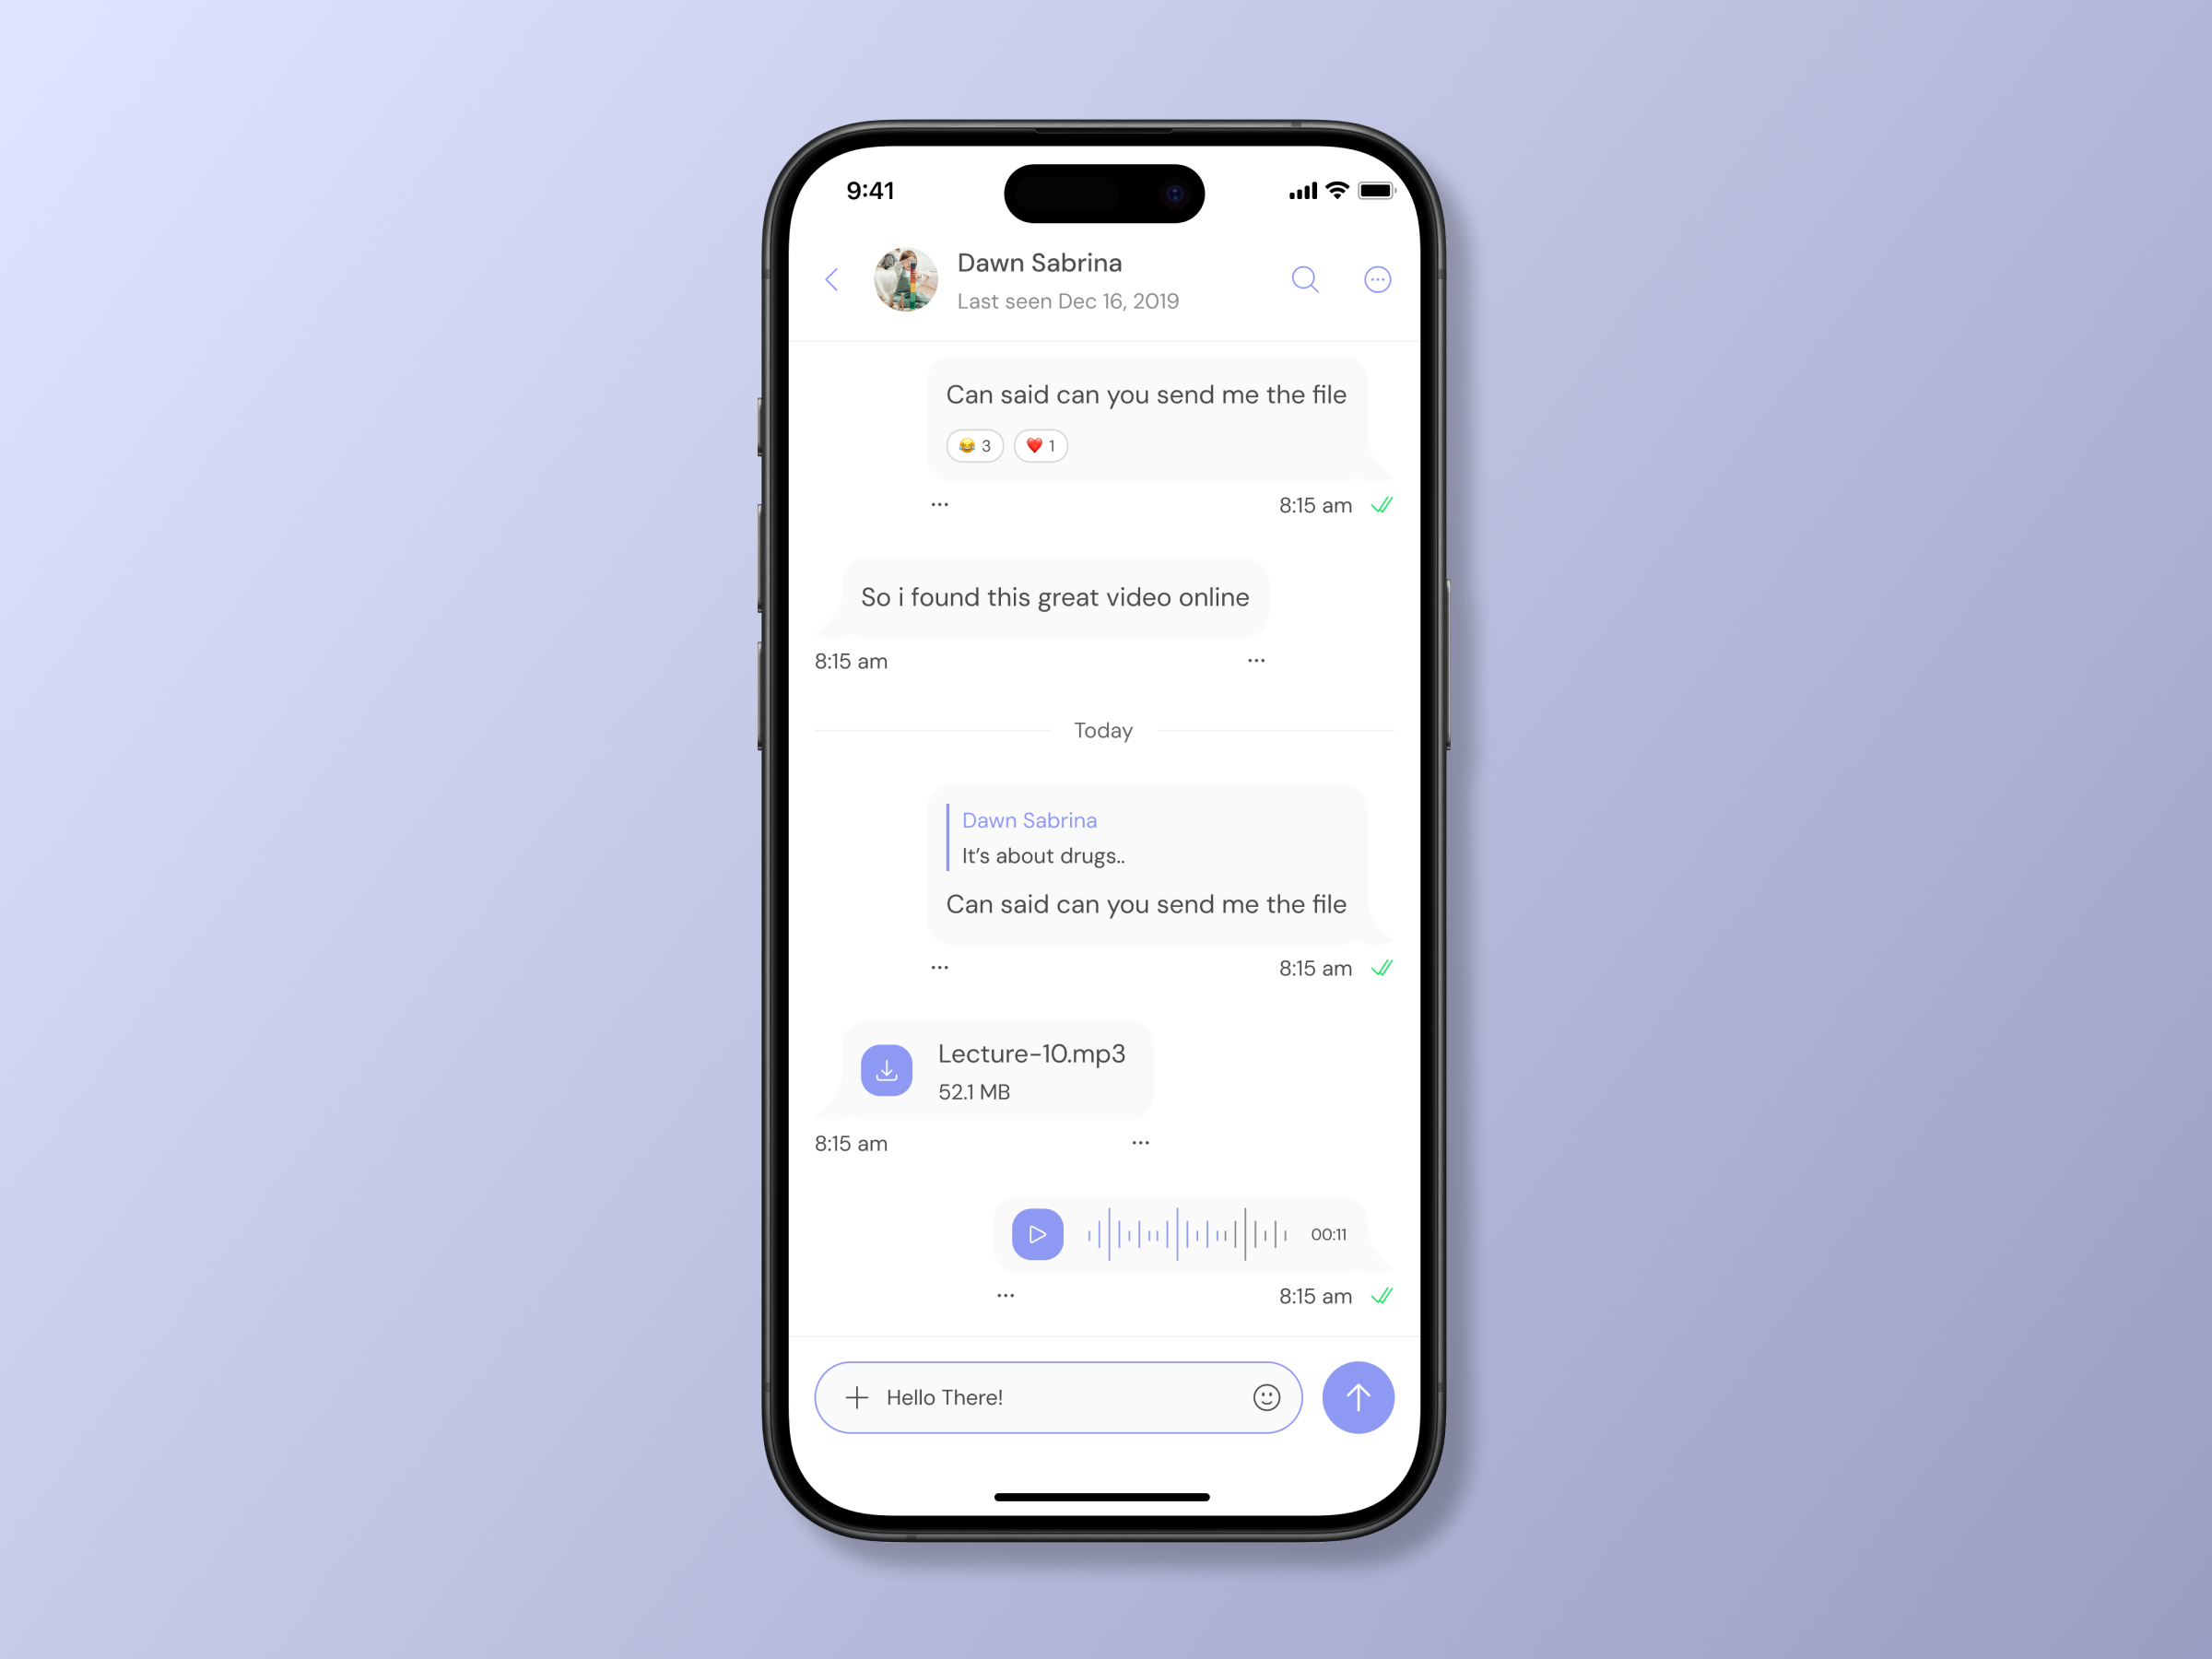 9:41
Dawn Sabrina
Last seen Dec 16, 2019
Can said can you send me the file
😂 3 ❤️ 1
8:15 am
So i found this great video online
8:15 am
Today
Dawn Sabrina
It's about drugs..
Can said can you send me the file
8:15 am
Lecture-10.mp3
52.1 MB
8:15 am
00:11
8:15 am
Hello There!